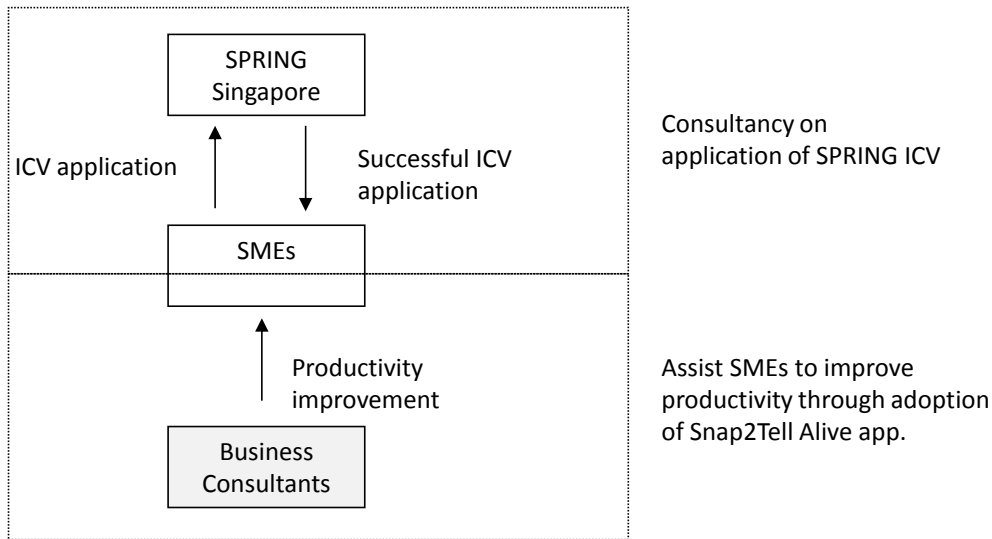 SPRING
Singapore
ICV application
Successful ICV
application
Consultancy on
application of SPRING ICV
SMEs
Productivity
improvement
Assist SMEs to improve
productivity through adoption
of Snap2Tell Alive app.
Business
Consultants